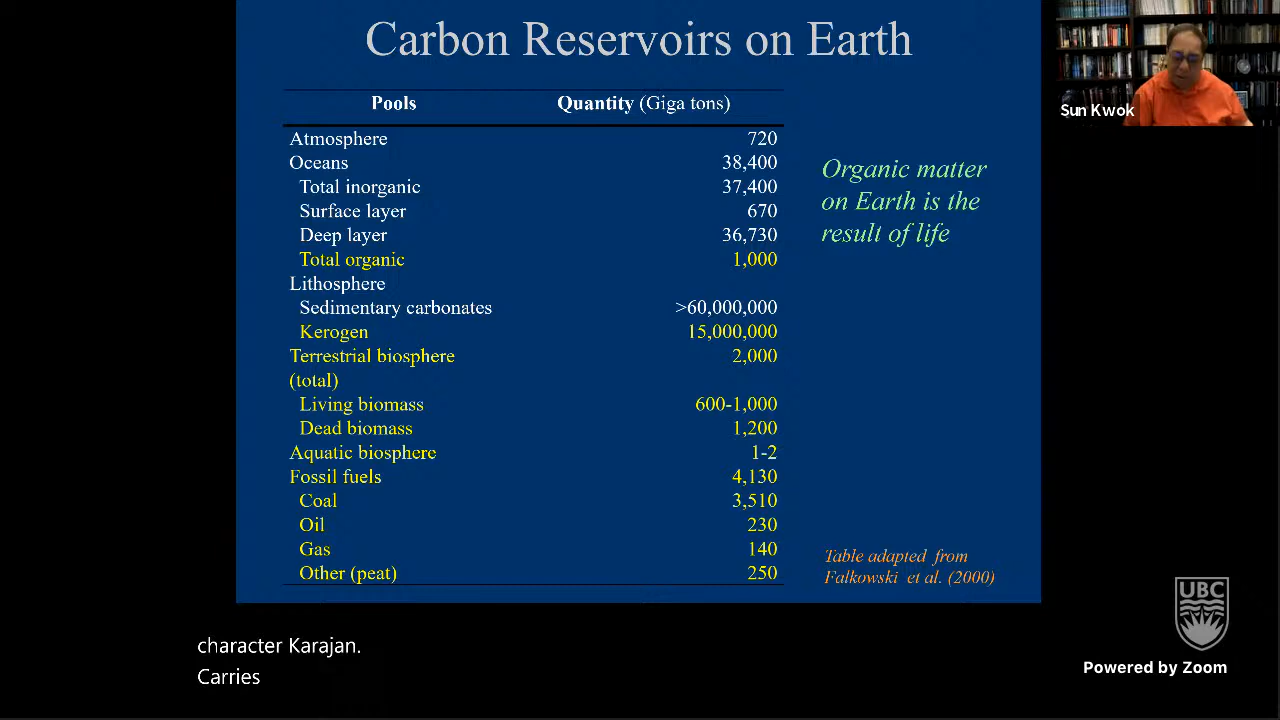 Carbon Reservoirs on Earth
Pools Quantity (Giga tons)
Atmosphere 720
Oceans 38,400
Total inorganic 37,400
Surface layer 670
Deep layer 36,730
Total organic 1,000
Lithosphere
Sedimentary carbonates >60,000,000
Kerogen 15,000,000
Terrestrial biosphere 2,000
(total)
Living biomass 600-1,000
Dead biomass 1,200
Aquatic biosphere 1-2
Fossil fuels 4,130
Coal 3,510
Oil 230
Gas 140
Other (peat) 250
Organic matter
on Earth is the
result of life
Table adapted from
Falkowski et al. (2000)
Sun Kwok
character Karajan.
Carries
UBC
Powered by Zoom